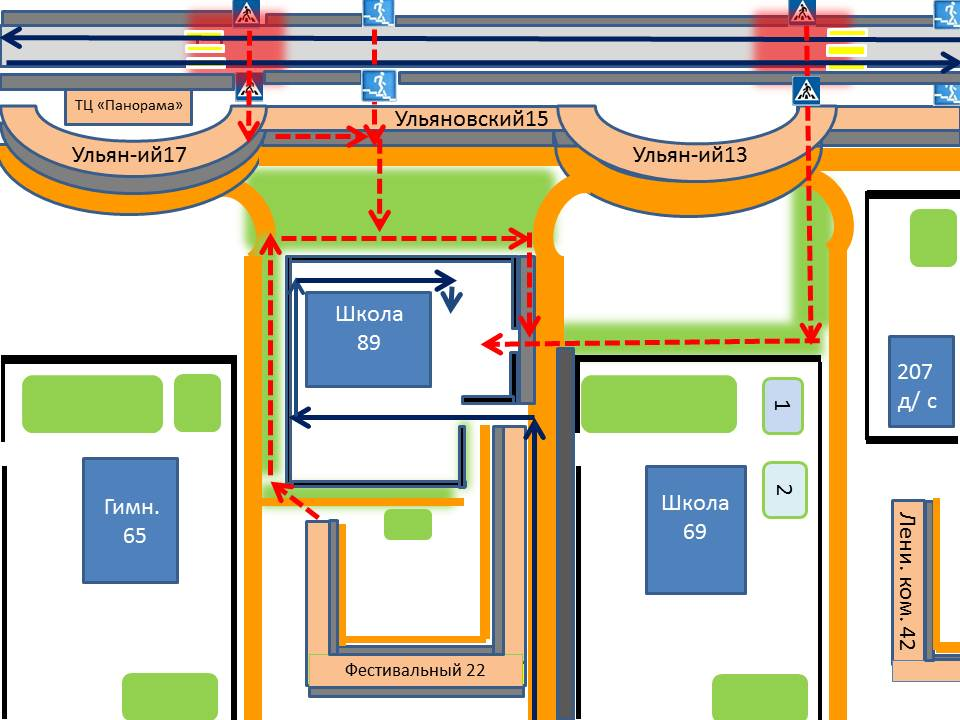 ТЦ «Панорама»
Ульяновский15
Ульян-ий17
Ульян-ий13
Школа
89
207
д/ с
1
2
Гимн.
65
Школа
69
Лени. ком. 42
Фестивальный 22